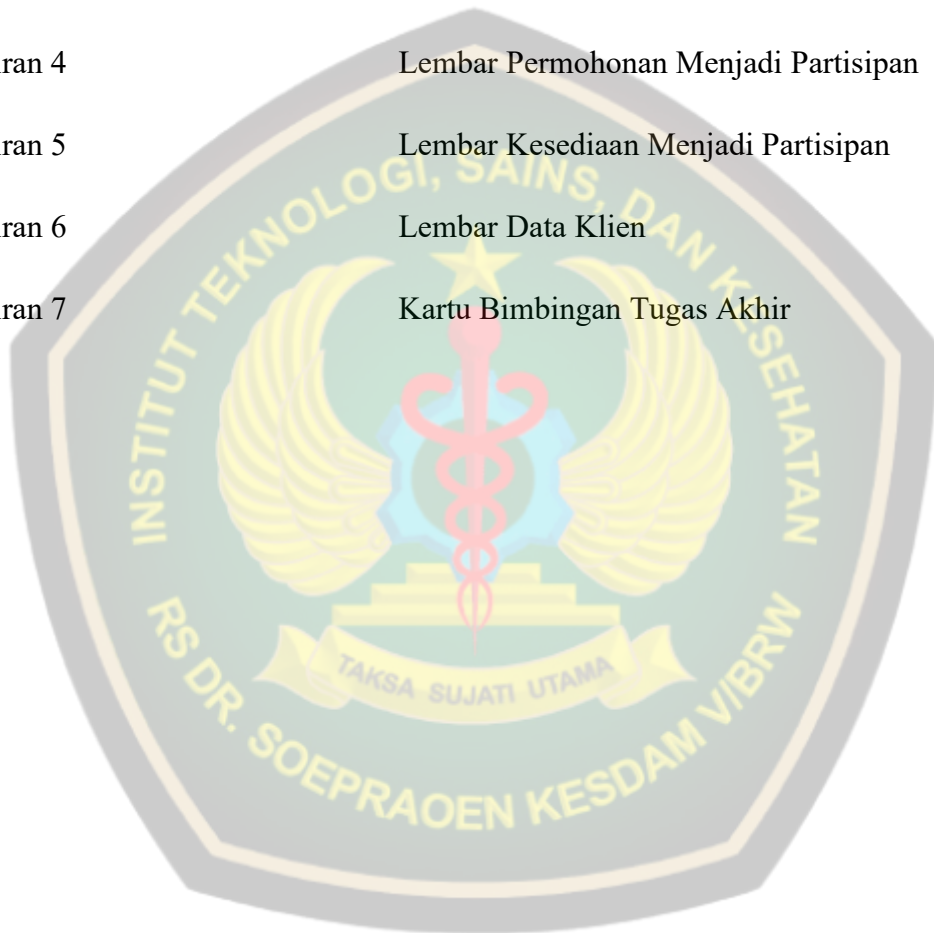 ran 4 Lembar Permohonan Menjadi Partisipan
ran 5 Lembar Kesediaan Menjadi Partisipan
ran 6 Lembar Data Klien
ran 7 Kartu Bimbingan Tugas Akhir
INSTITUT TEKNOLOGI, SAINS, DAN KESEHATAN
TAKSA SUJATI UTAMA
RS DR. SOEPRAOEN KESDAM V/BRW